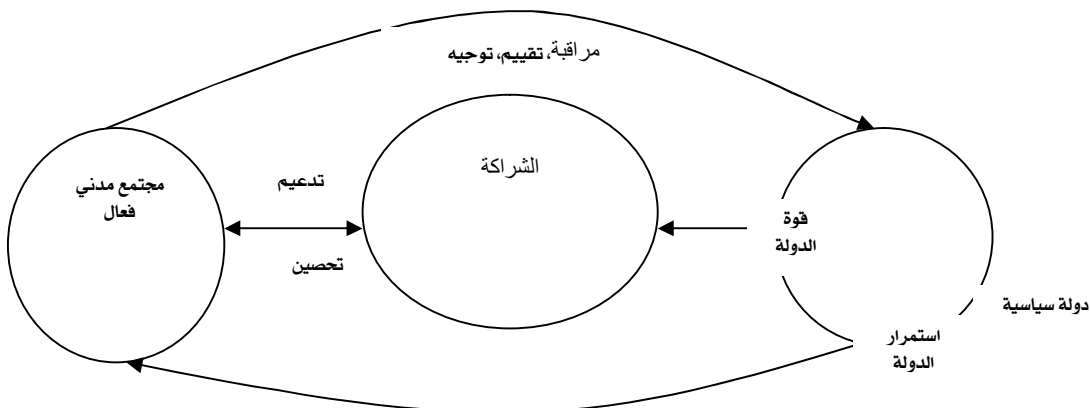 مراقبة، تقييم، توجيه
الشراكة
مجتمع مدني
فعال
تدعيم
تحصين
قوة
الدولة
دولة سياسية
استمرار
الدولة